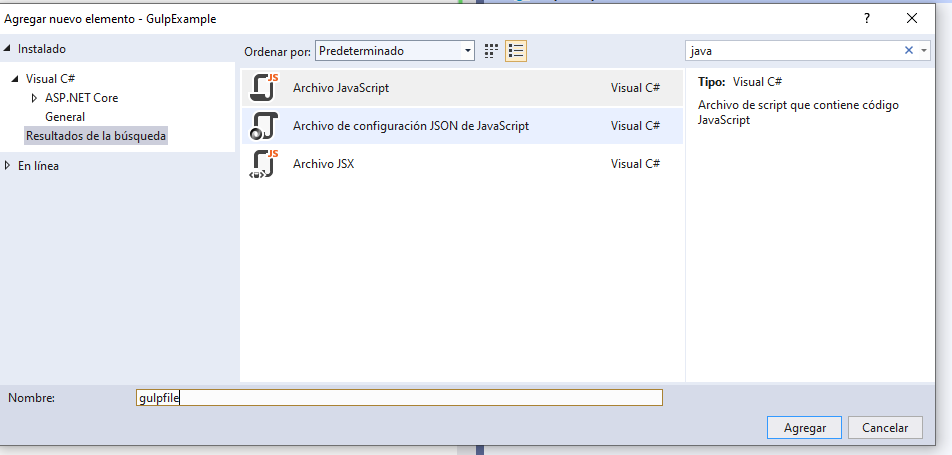 Agregar nuevo elemento - GulpExample
?
Instalado
Visual C#
ASP.NET Core
General
Resultados de la búsqueda
En línea
Ordenar por:
Predeterminado
Archivo JavaScript Visual C#
Archivo de configuración JSON de JavaScript Visual C#
Archivo JSX Visual C#
JS
JS
java
Tipo: Visual C#
Archivo de script que contiene código
JavaScript
Nombre:
gulpfile
Agregar
Cancelar